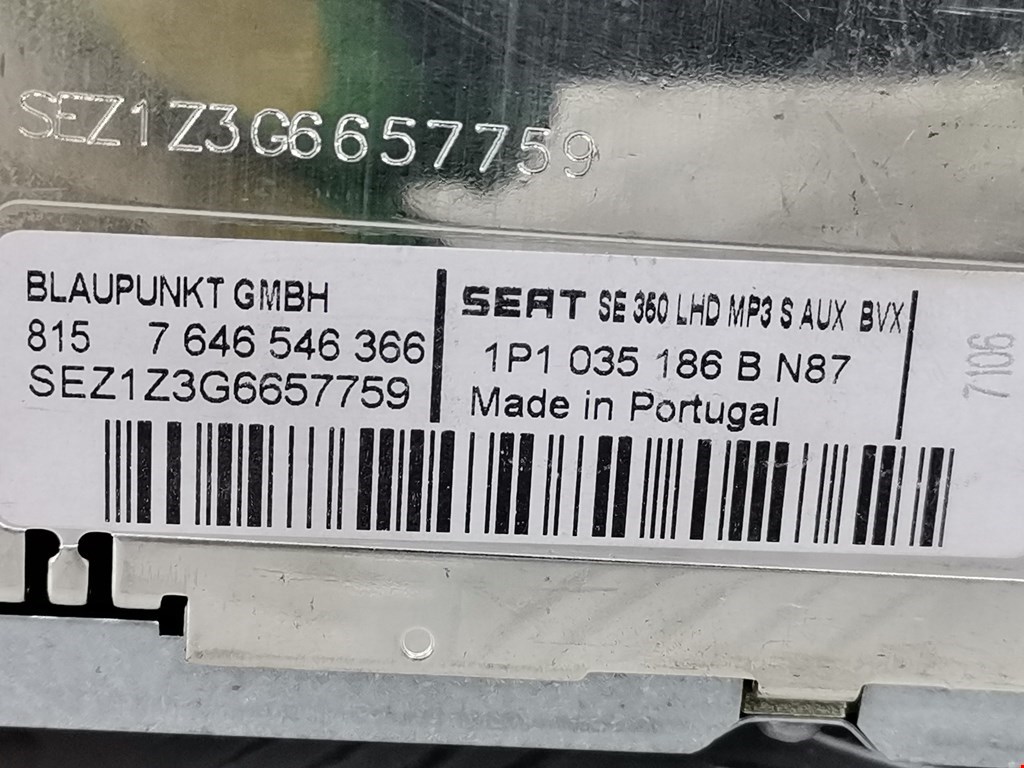 SEZ1Z3G6657759
BLAUPUNKT GMBH
815 7 646 546 366
SEZ1Z3G6657759
SEAT SE 360 LHD MP3 S AUX BVX
1P1 035 186 B N87
Made in Portugal
7106